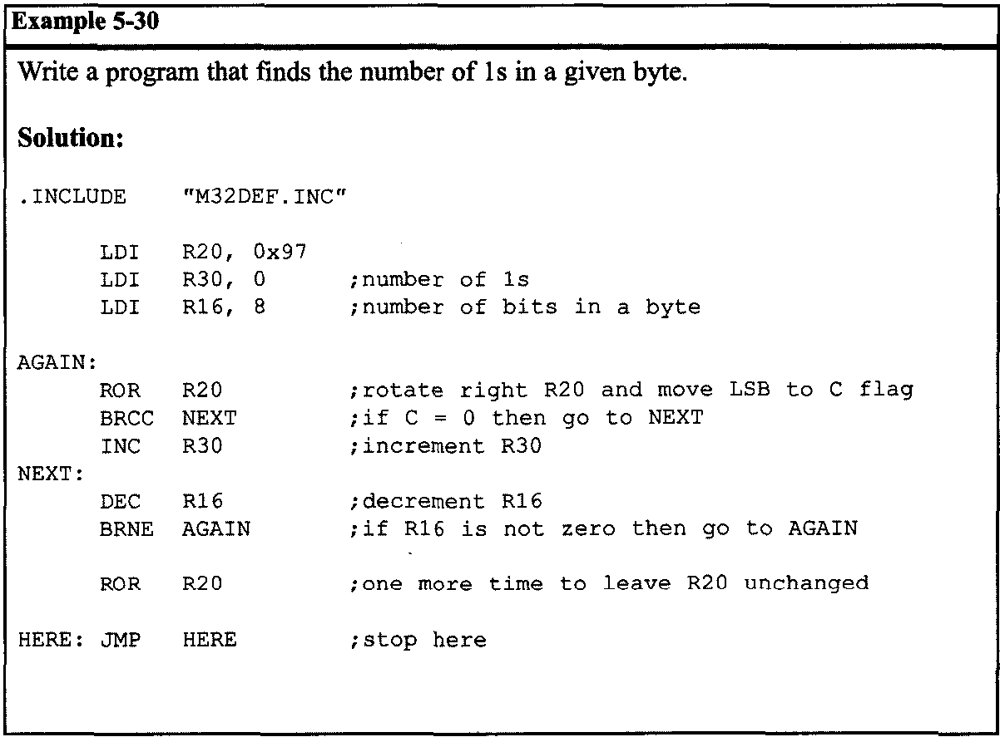 Example 5-30
Write a program that finds the number of 1s in a given byte.
Solution:
.INCLUDE "M32DEF.INC"
LDI R20, 0x97
LDI R30, 0 ;number of 1s
LDI R16, 8 ;number of bits in a byte
AGAIN:
ROR R20 ;rotate right R20 and move LSB to C flag
BRCC NEXT ;if C = 0 then go to NEXT
INC R30 ;increment R30
NEXT:
DEC R16 ;decrement R16
BRNE AGAIN ;if R16 is not zero then go to AGAIN
ROR R20 ;one more time to leave R20 unchanged
HERE: JMP HERE ;stop here